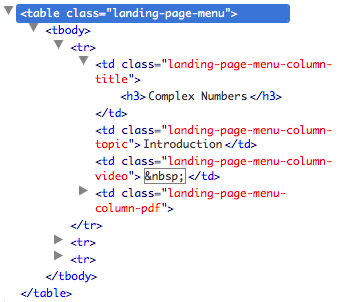 <table class="landing-page-menu">
<tbody>
<tr>
<td class="landing-page-menu-column-
title">
<h3>Complex Numbers</h3>
</td>
<td class="landing-page-menu-column-
topic">Introduction</td>
<td class="landing-page-menu-column-
video">&nbsp;</td>
<td class="landing-page-menu-
column-pdf">
</tr>
<tr>
<tr>
</tbody>
</table>